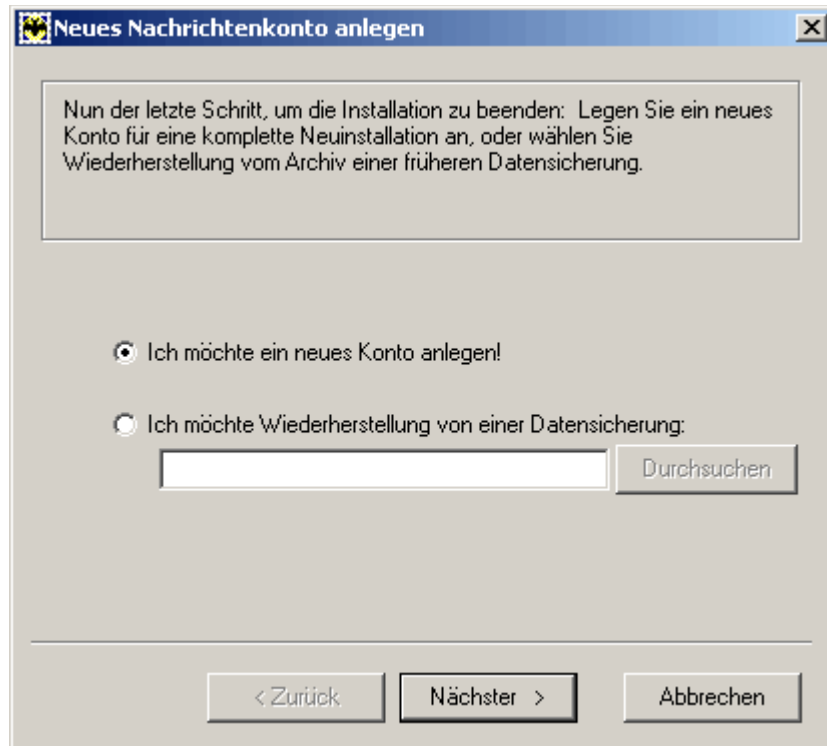 Neues Nachrichtenkonto anlegen
Nun der letzte Schritt, um die Installation zu beenden: Legen Sie ein neues
Konto für eine komplette Neuinstallation an, oder wählen Sie
Wiederherstellung vom Archiv einer früheren Datensicherung.
Ich möchte ein neues Konto anlegen!
Ich möchte Wiederherstellung von einer Datensicherung:
Durchsuchen
< Zurück
Nächster >
Abbrechen